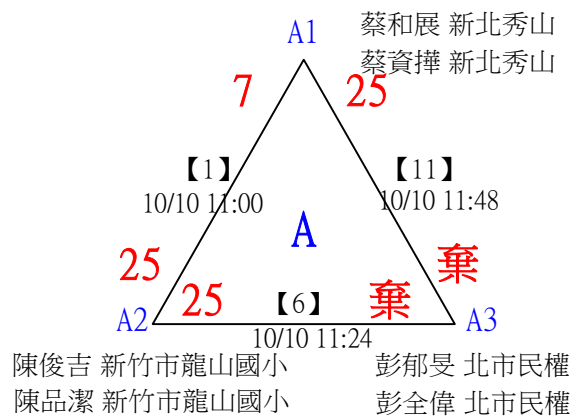 A1
蔡和展 新北秀山
蔡資擇 新北秀山
7
25
【1】
10/10 11:00
【11】
10/10 11:48
A
25
25
棄
棄
A2
【6】
A3
10/10 11:24
陳俊吉 新竹市龍山國小
陳品潔 新竹市龍山國小
彭郁旻 北市民權
彭全偉 北市民權